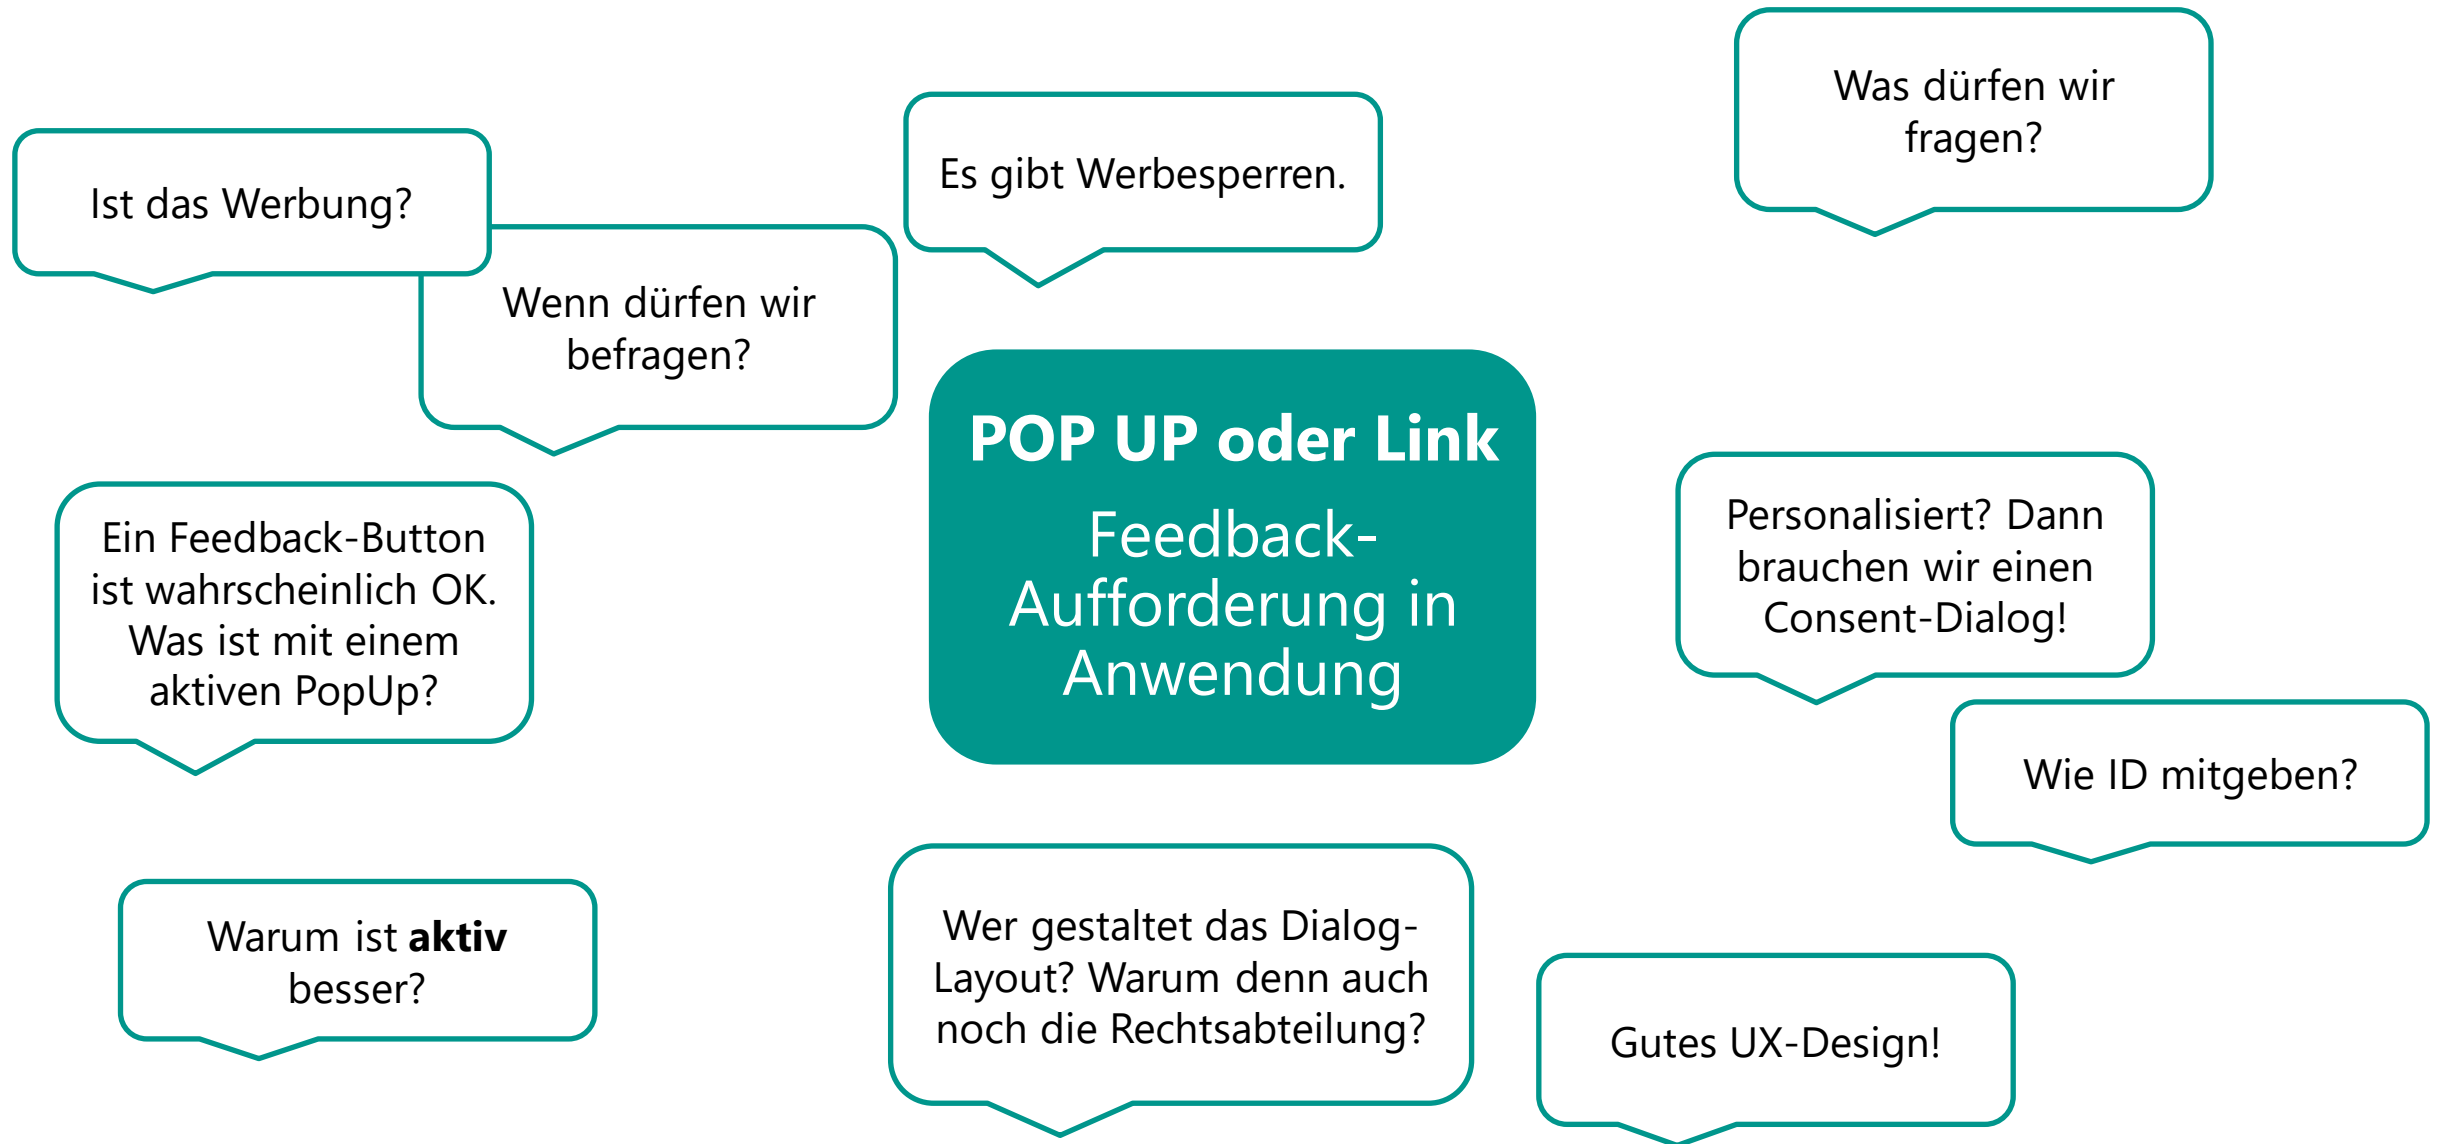 Was dürfen wir
fragen?
Es gibt Werbesperren.
Ist das Werbung?
Wenn dürfen wir
befragen?
POP UP oder Link
Feedback-
Aufforderung in
Anwendung
Ein Feedback-Button
ist wahrscheinlich OK.
Was ist mit einem
aktiven PopUp?
Personalisiert? Dann
brauchen wir einen
Consent-Dialog!
Wie ID mitgeben?
Warum ist aktiv
besser?
Wer gestaltet das Dialog-
Layout? Warum denn auch
noch die Rechtsabteilung?
Gutes UX-Design!